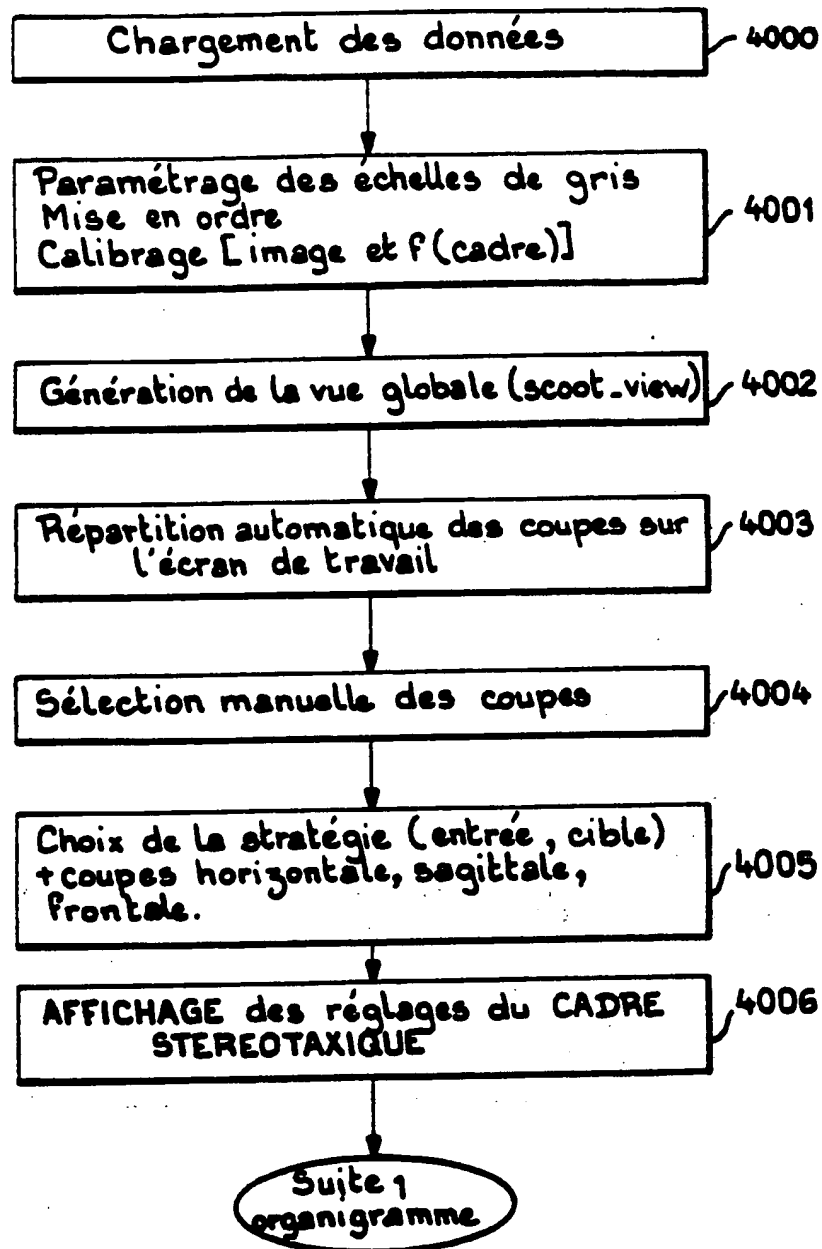 Chargement des données
4000
Paramétrage des échelles de gris
Mise en ordre
Calibrage [image et f(cadre)]
4001
Génération de la vue globale (scoot_view)
4002
Répartition automatique des coupes sur
l'écran de travail
4003
Sélection manuelle des coupes
4004
Choix de la stratégie (entrée, cible)
+ coupes horizontale, sagittale,
frontale.
4005
AFFICHAGE des réglages du CADRE
STEREOTAXIQUE
4006
Suite 1
organigramme